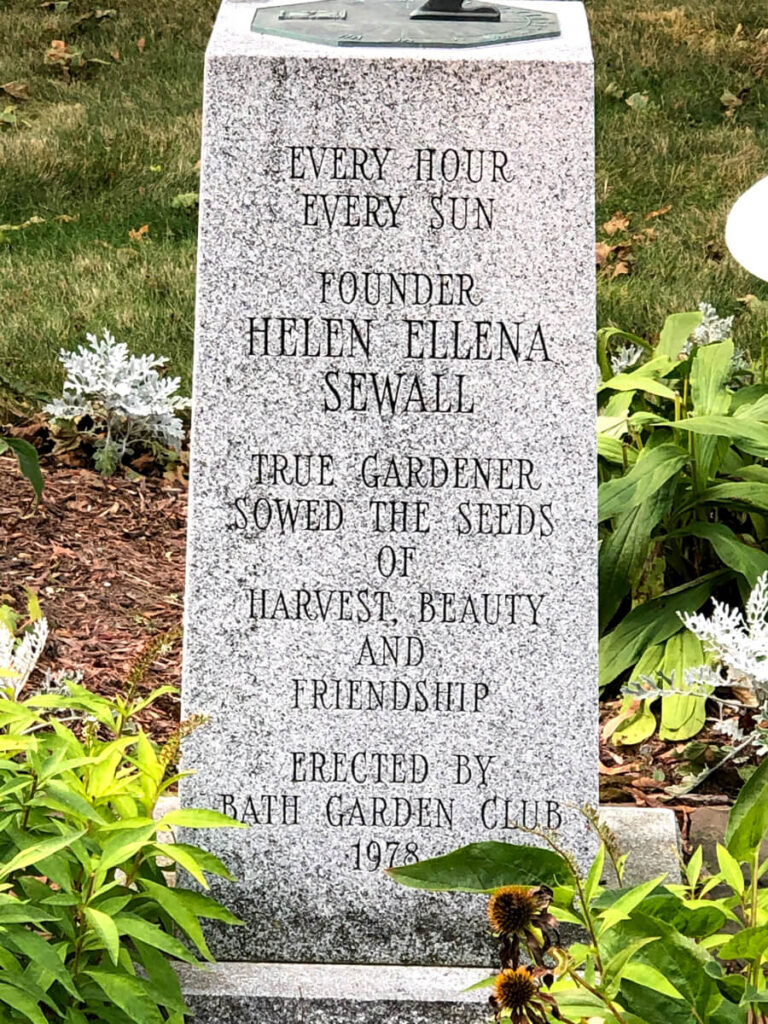 EVERY HOUR
EVERY SUN
FOUNDER
HELEN ELLENA
SEWALL
TRUE GARDENER
SOWED THE SEEDS
OF
HARVEST, BEAUTY
AND
FRIENDSHIP
ERECTED BY
BATH GARDEN CLUB
1978